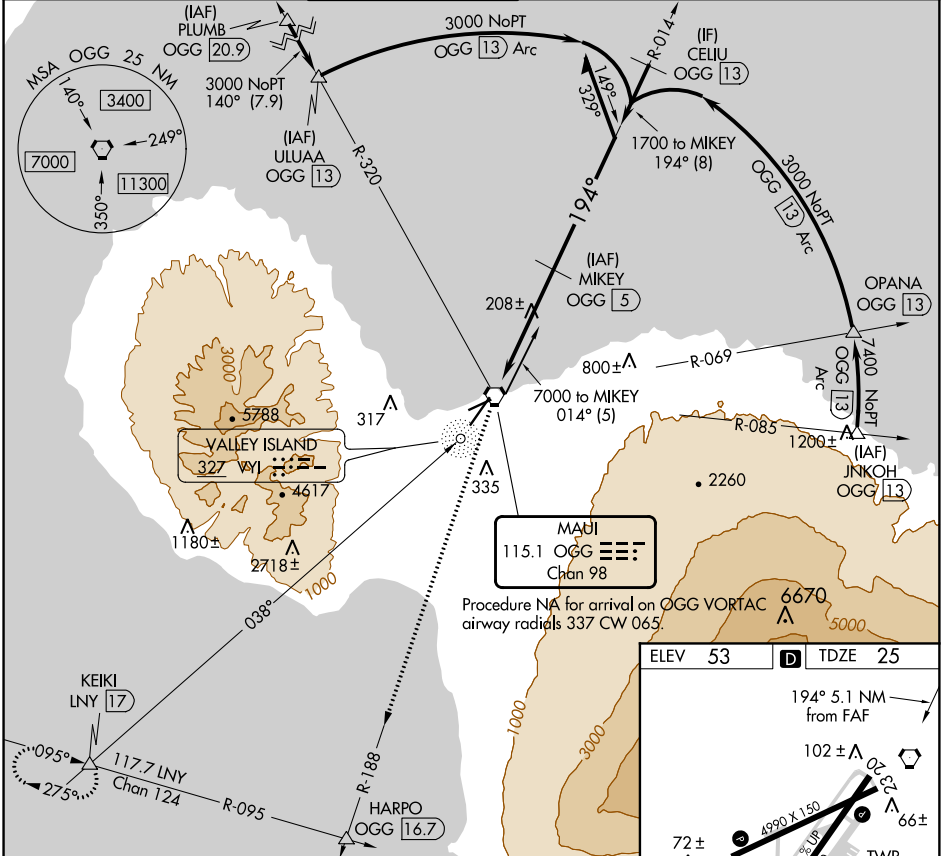 (IAF)
PLUMB
OGG 20.9
3000 NoPT
140° (7.9)
(IAF)
ULUAA
OGG 13
3000 NoPT
OGG 13 Arc
149°
329°
R-014
(IF)
CELIU
OGG 13
1700 to MIKEY
194° (8)
3000 NoPT
OGG 13 Arc
MSA OGG 25 NM
140°
3400
249°
7000
11300
350°
R-320
194°
(IAF)
MIKEY
OGG 5
208±
OPANA
OGG 13
7400 NoPT
OGG 13 Arc
800±
R-069
7000 to MIKEY
014° (5)
R-085
1200±
(IAF)
JNKOH
OGG 13
3000
5788
317
VALLEY ISLAND
327 VYI
4617
335
2260
1180±
2718±
1000
MAUI
115.1 OGG
Chan 98
Procedure NA for arrival on OGG VORTAC
airway radials 337 CW 065.
6670
5000
038°
1000
3000
KEIKI
LNY 17
095°
275°
117.7 LNY
Chan 124
R-095
R-188
HARPO
OGG 16.7
ELEV 53
D
TDZE 25
194° 5.1 NM
from FAF
102±
23
20
4990 X 150
P
P
66±
72±
% UP
TWR